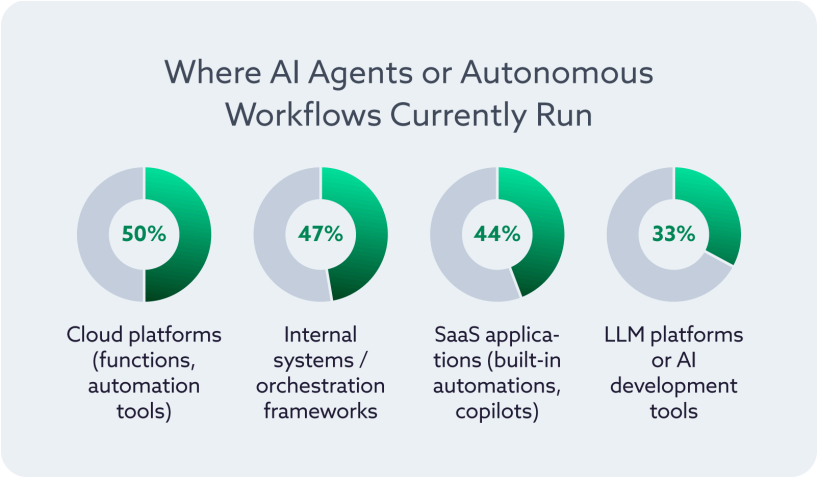 Where AI Agents or Autonomous
Workflows Currently Run
50%
47%
44%
33%
Cloud platforms
(functions,
automation
tools)
Internal
systems /
orchestration
frameworks
SaaS applica-
tions (built-in
automations,
copilots)
LLM platforms
or AI
development
tools